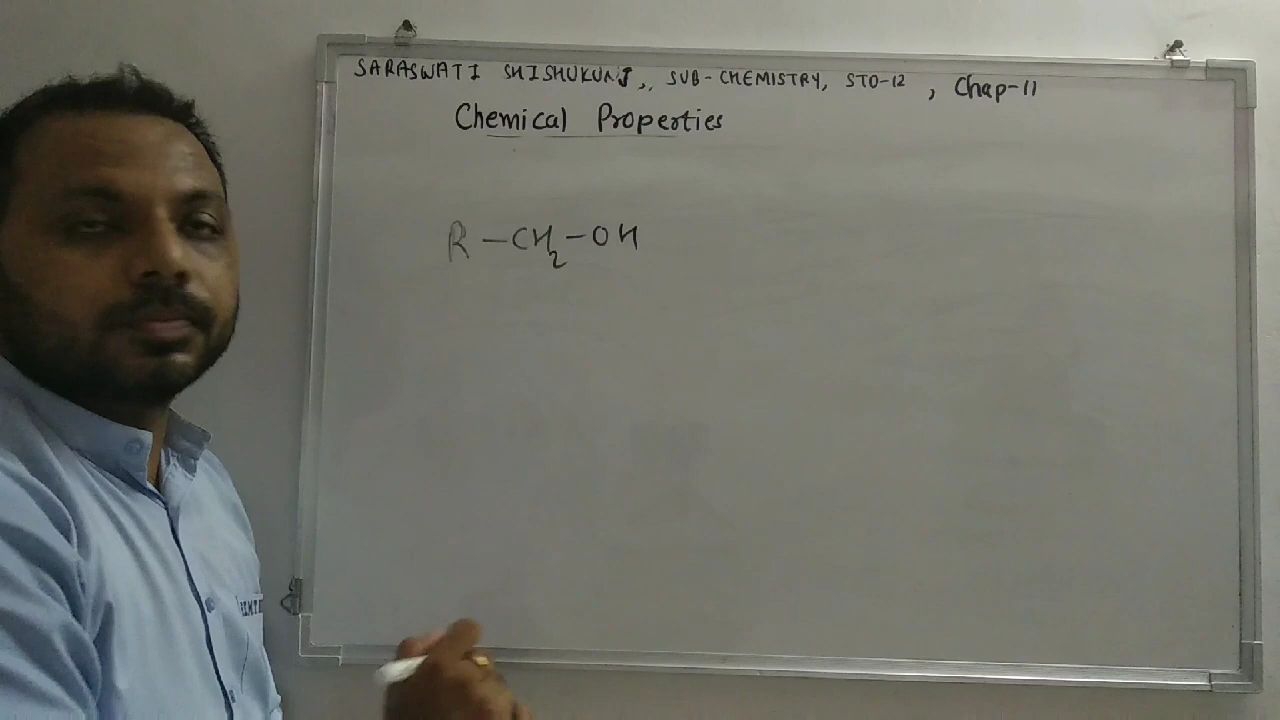 SARASWATI SHISHUKUNJ, SUB-CHEMISTRY, STD-12, Chap-11
Chemical Properties
R-CH2-OH